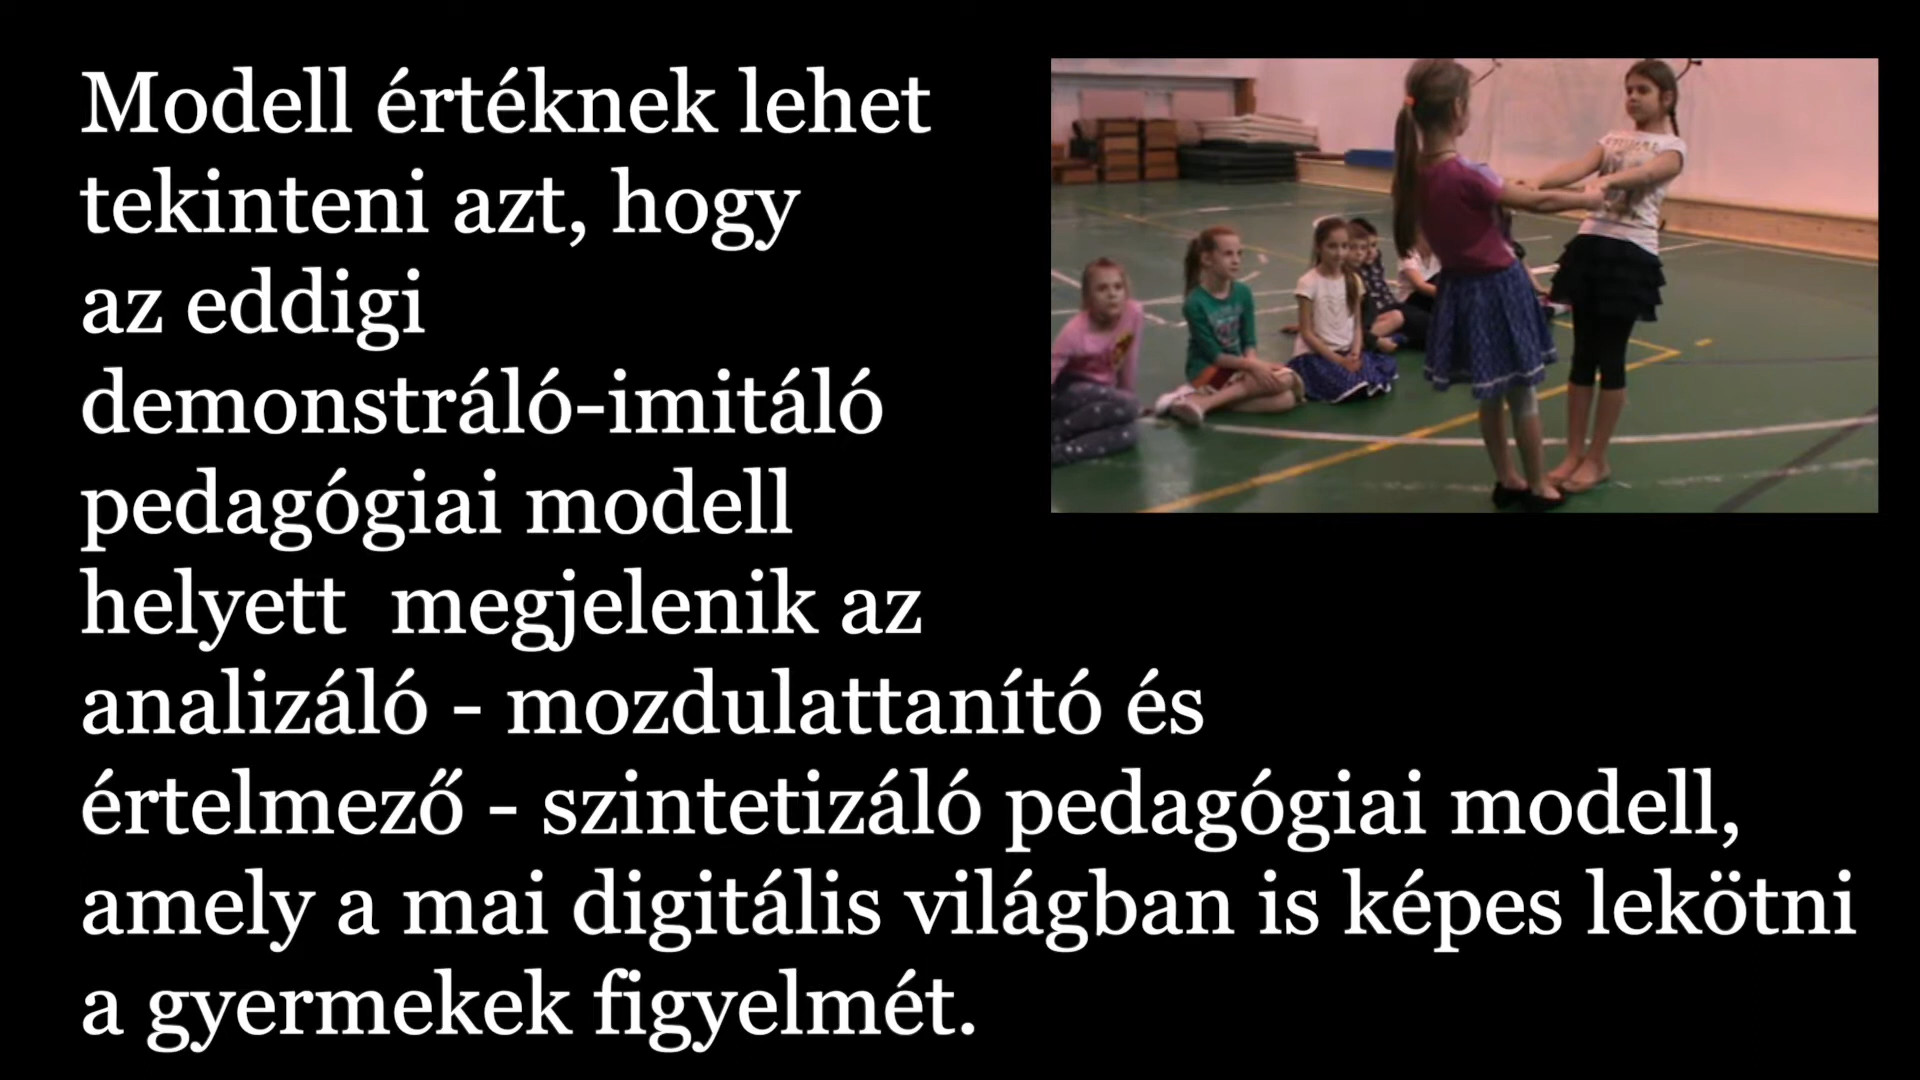 Modell értéknek lehet
tekinteni azt, hogy
az eddigi
demonstráló-imitáló
pedagógiai modell
helyett  megjelenik az
analizáló - mozdulattanító és
értelmező - szintetizáló pedagógiai modell,
amely a mai digitális világban is képes lekötni
a gyermekek figyelmét.